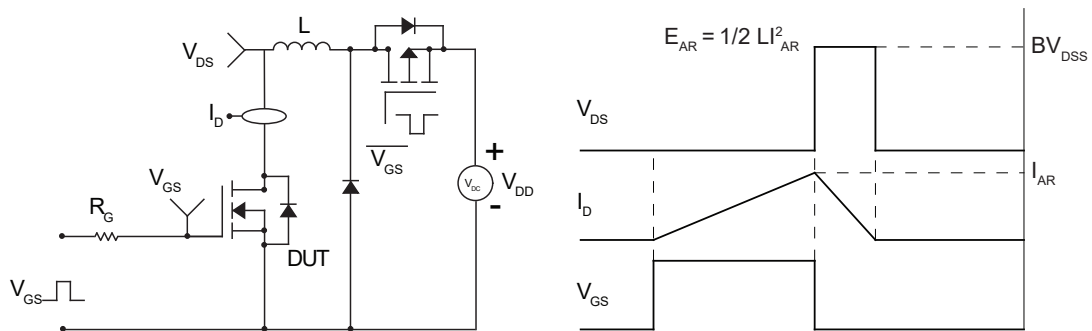 L
V_DS
I_D
V_GS
V_GS
R_G
DUT
V_GS
V_DC
+
-
V_DD
E_AR = 1/2 LI²_AR
BV_DSS
V_DS
I_AR
I_D
V_GS